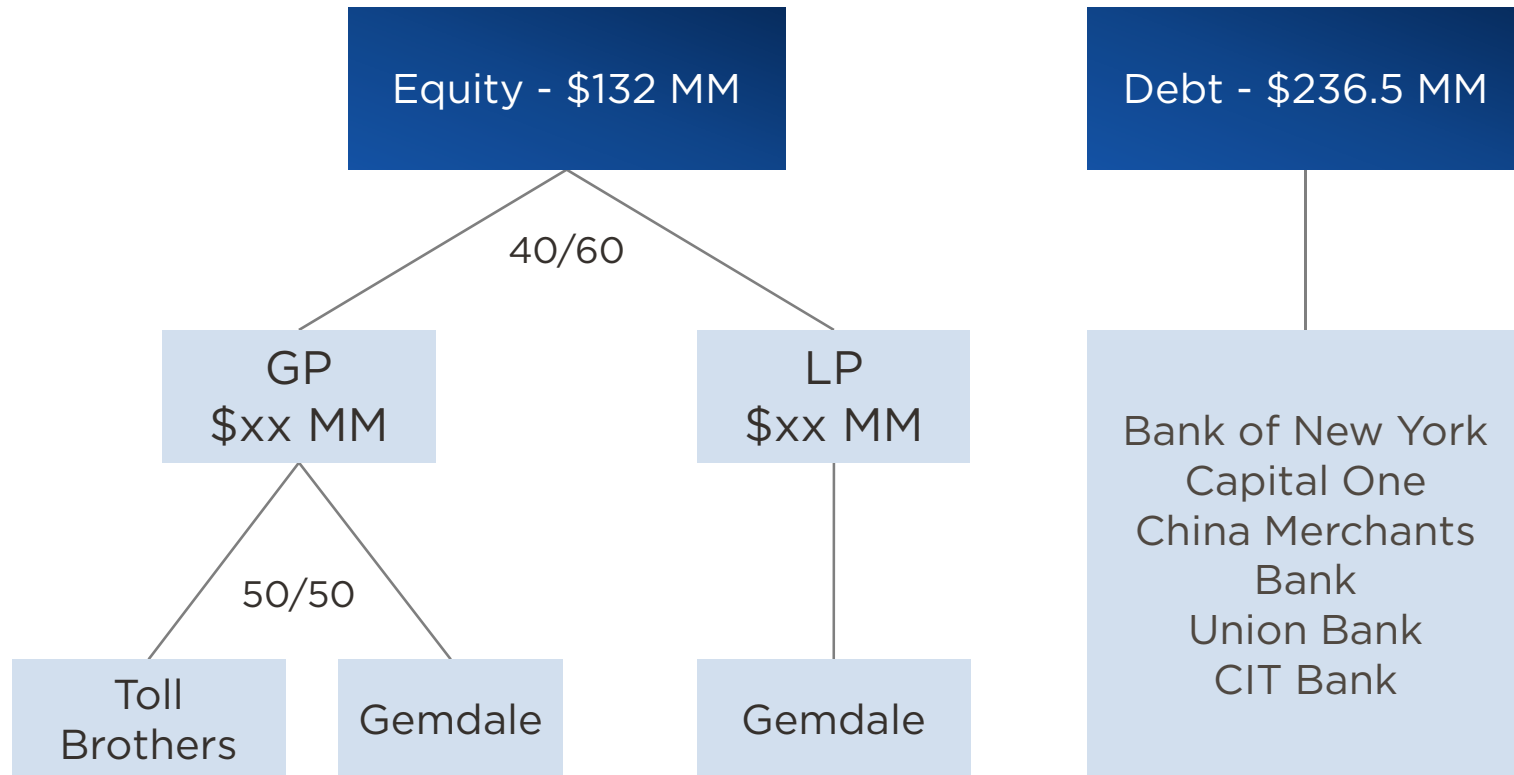 Equity - $132 MM
Debt - $236.5 MM
40/60
GP
$xx MM
LP
$xx MM
Bank of New York
Capital One
China Merchants
Bank
Union Bank
CIT Bank
50/50
Toll
Brothers
Gemdale
Gemdale